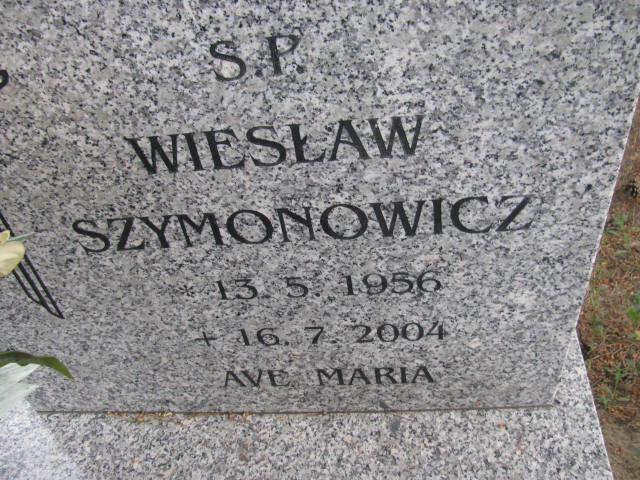 S.P.
WIESŁAW
SZYMONOWICZ
* 13. 5. 1956
+ 16. 7. 2004
AVE MARIA